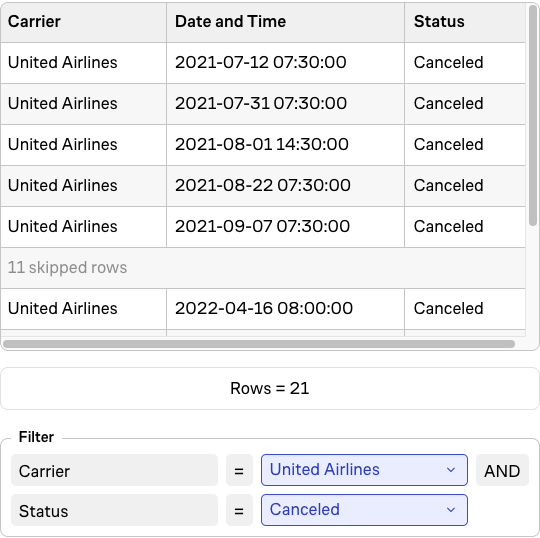 Carrier Date and Time Status
United Airlines 2021-07-12 07:30:00 Canceled
United Airlines 2021-07-31 07:30:00 Canceled
United Airlines 2021-08-01 14:30:00 Canceled
United Airlines 2021-08-22 07:30:00 Canceled
United Airlines 2021-09-07 07:30:00 Canceled
11 skipped rows
United Airlines 2022-04-16 08:00:00 Canceled
Rows = 21
Filter
Carrier = United Airlines AND
Status = Canceled